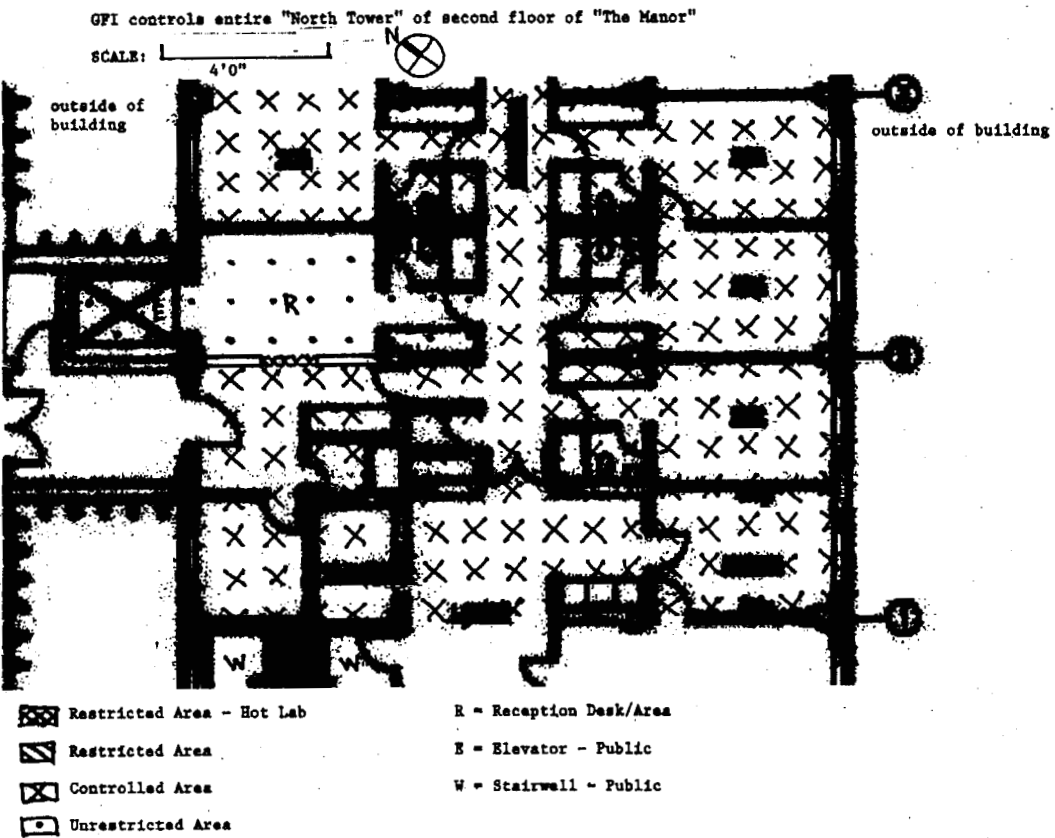 GFI controls entire "North Tower" of second floor of "The Manor"
N
SCALE:
4'0"
outside of
building
outside of building
R
W
W
Restricted Area - Hot Lab
Restricted Area
Controlled Area
Unrestricted Area
R = Reception Desk/Area
E = Elevator - Public
W = Stairwell - Public